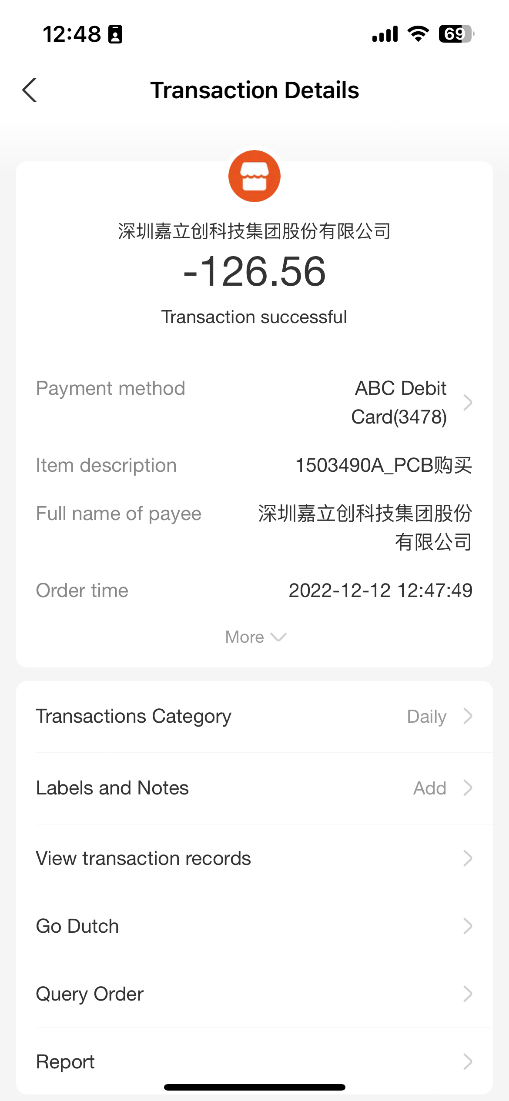 12:48
69
Transaction Details
深圳嘉立创科技集团股份有限公司
-126.56
Transaction successful
Payment method
ABC Debit
Card(3478)
Item description
1503490A_PCB购买
Full name of payee
深圳嘉立创科技集团股份
有限公司
Order time
2022-12-12 12:47:49
More
Transactions Category
Daily
Labels and Notes
Add
View transaction records
Go Dutch
Query Order
Report